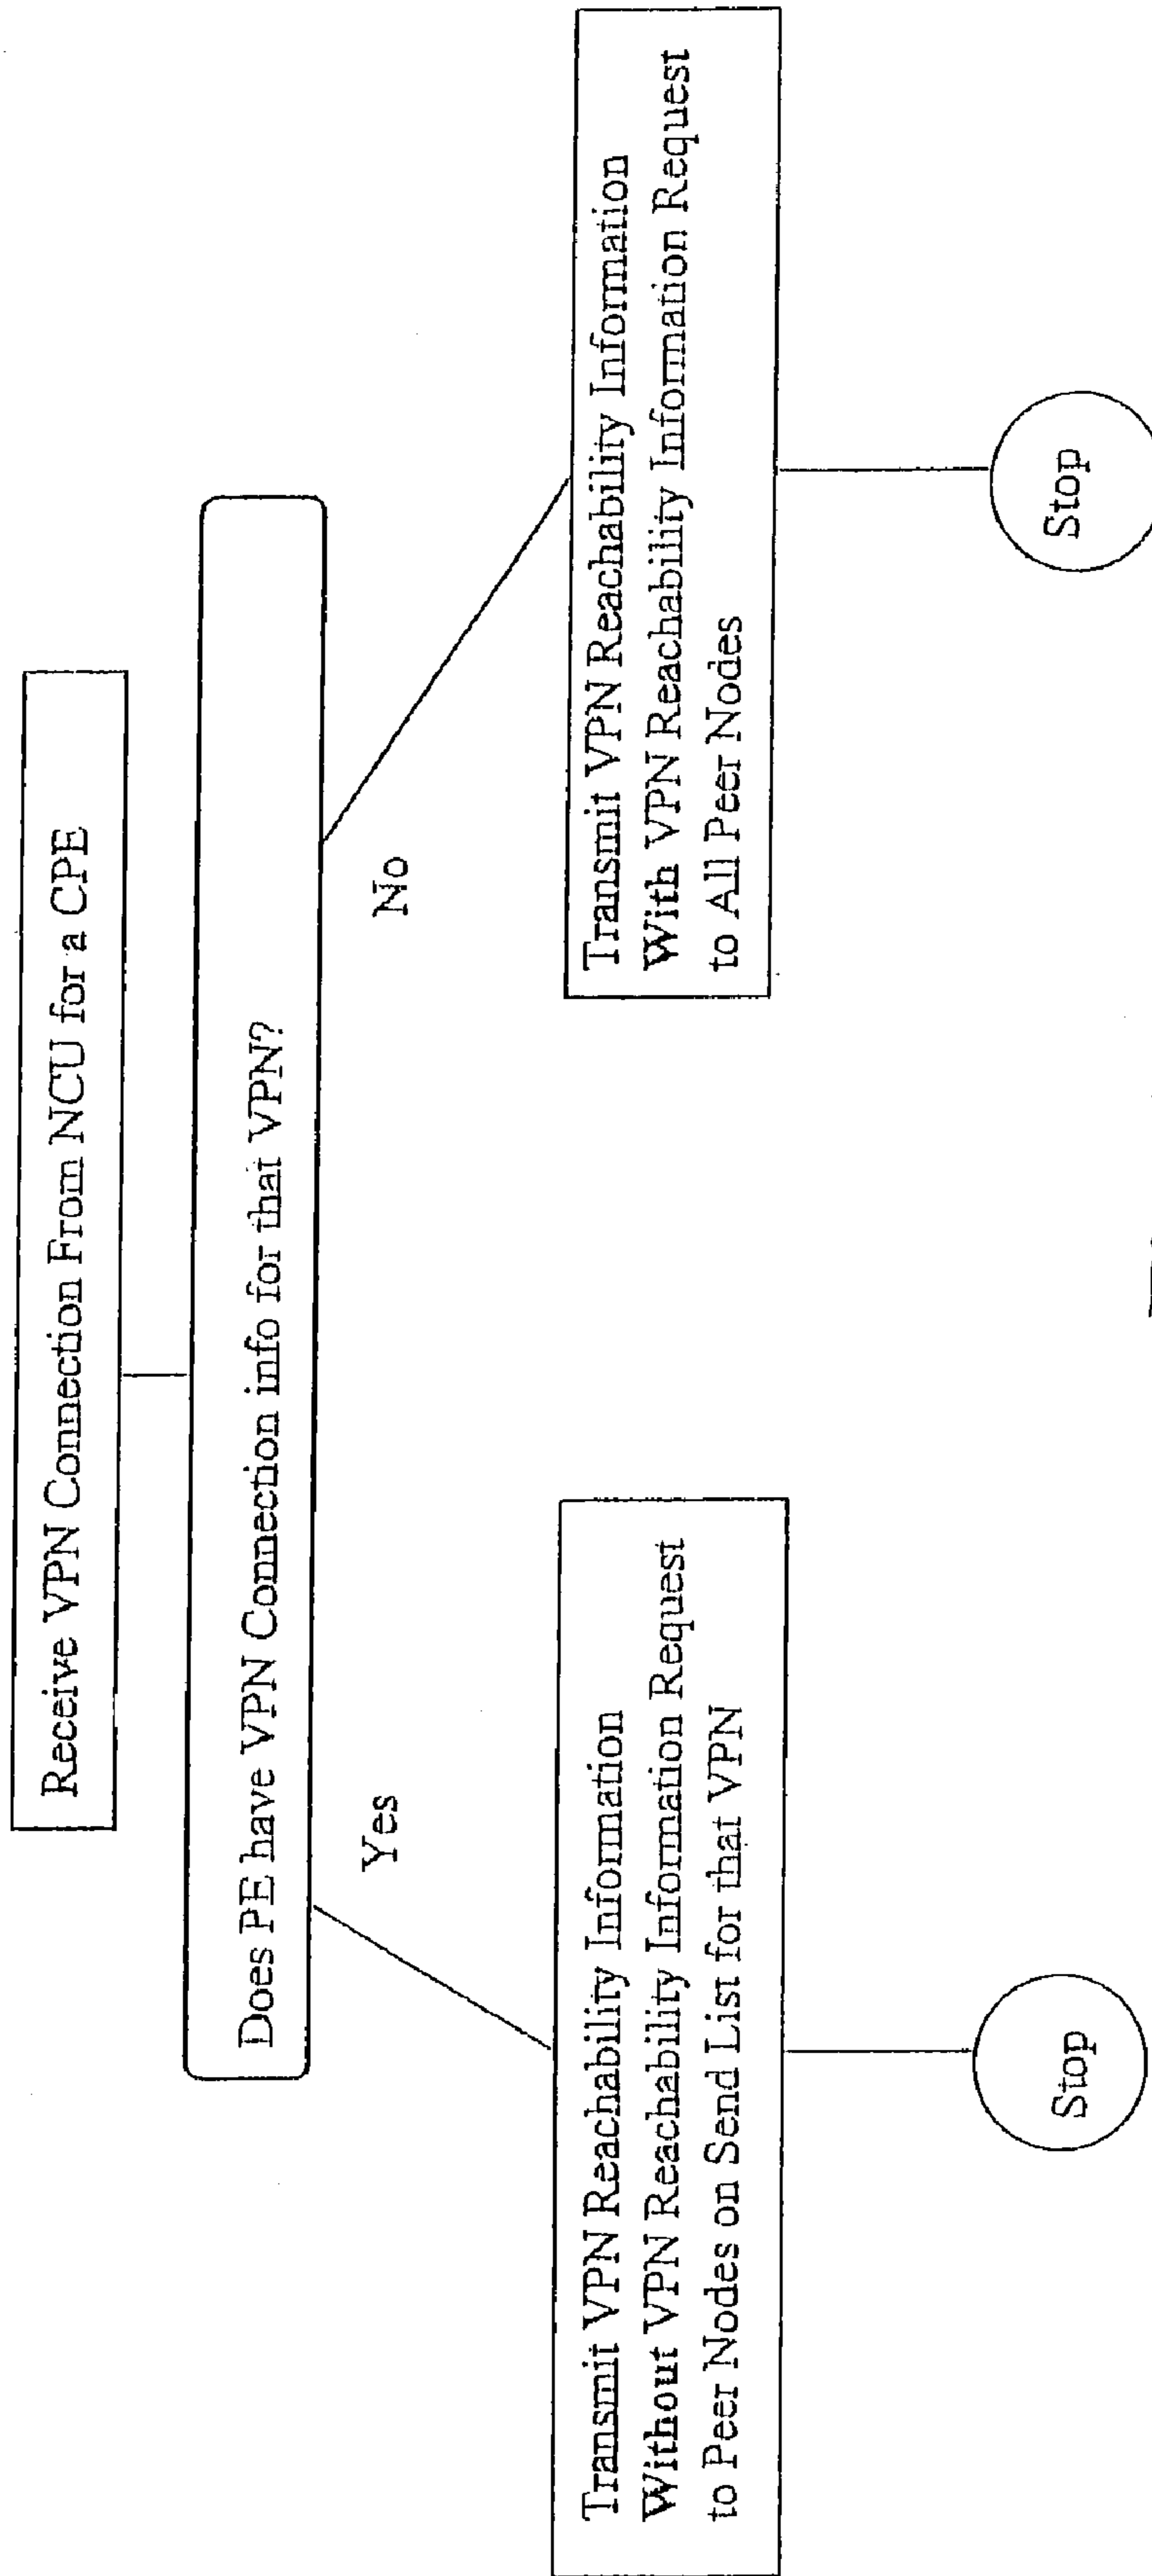 Receive VPN Connection From NCU for a CPE
Does PE have VPN Connection info for that VPN?
Yes
No
Transmit VPN Reachability Information
Without VPN Reachability Information Request
to Peer Nodes on Send List for that VPN
Transmit VPN Reachability Information
With VPN Reachability Information Request
to All Peer Nodes
Stop
Stop